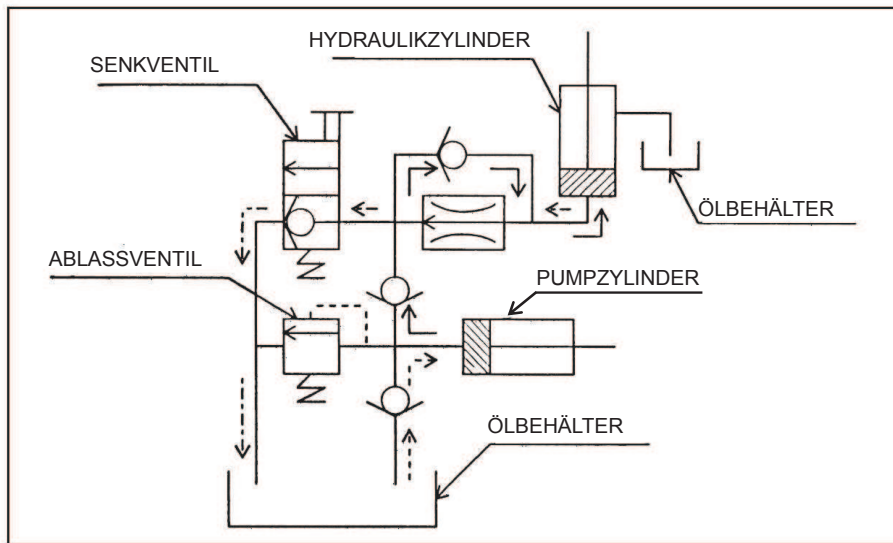 HYDRAULIKZYLINDER
SENKVENTIL
ÖLBEHÄLTER
ABLASSVENTIL
PUMPZYLINDER
ÖLBEHÄLTER